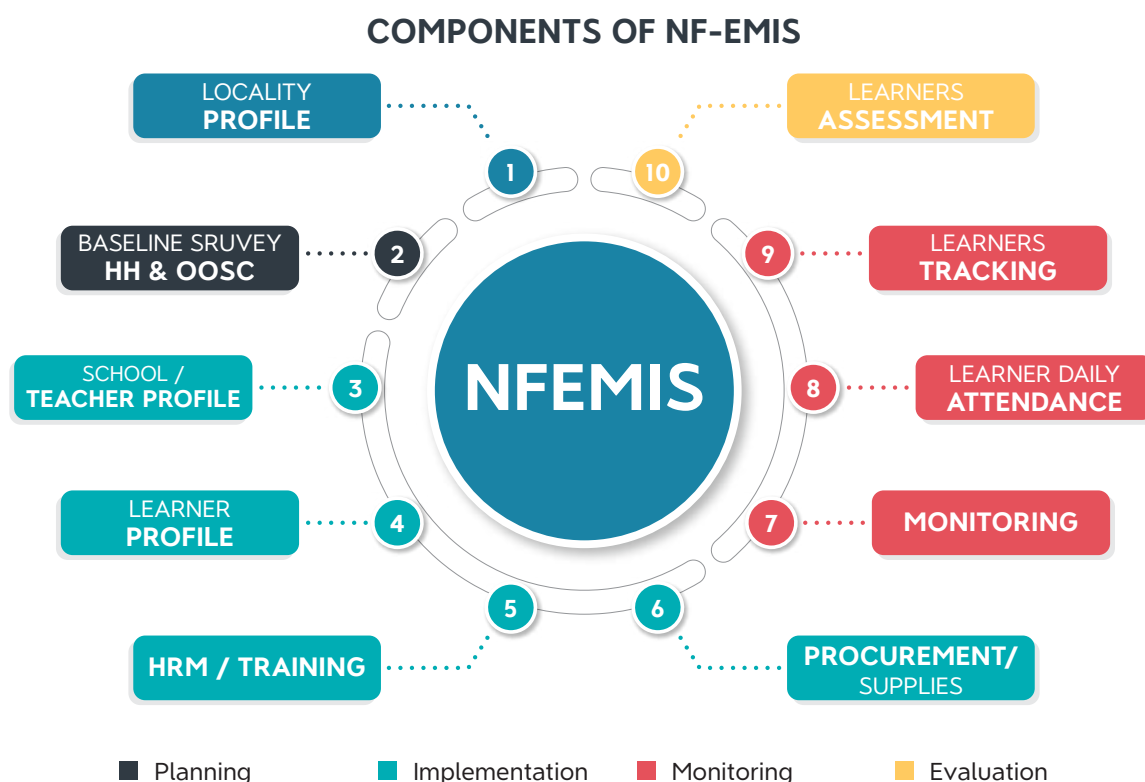 COMPONENTS OF NF-EMIS
LOCALITY
PROFILE
1
BASELINE SRUVEY
HH & OOSC
2
SCHOOL /
TEACHER PROFILE
3
LEARNER
PROFILE
4
HRM / TRAINING
5
PROCUREMENT/
SUPPLIES
6
MONITORING
7
LEARNER DAILY
ATTENDANCE
8
LEARNERS
TRACKING
9
LEARNERS
ASSESSMENT
10
NFEMIS
Planning
Implementation
Monitoring
Evaluation